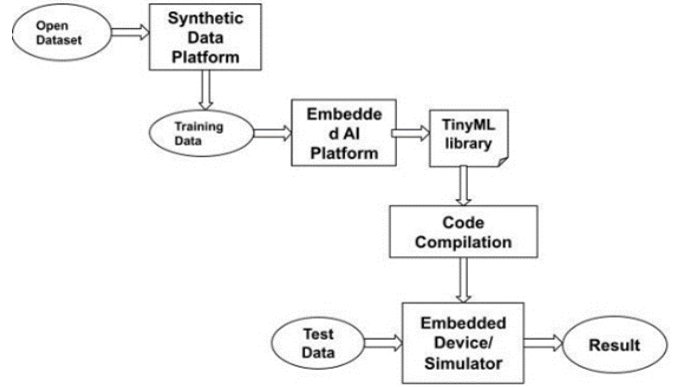 Open
Dataset
Synthetic
Data
Platform
Training
Data
Embedde
d AI
Platform
TinyML
library
Code
Compilation
Test
Data
Embedded
Device/
Simulator
Result